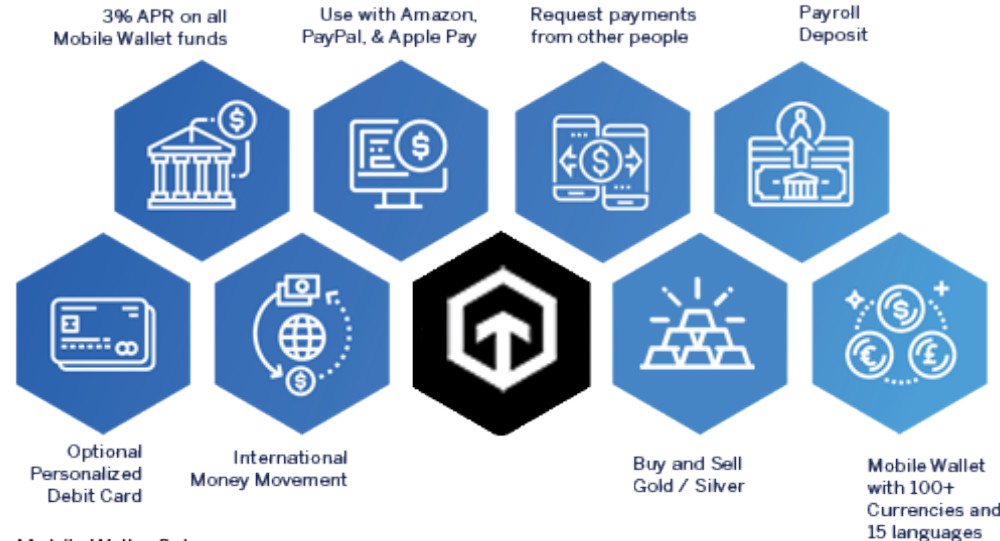 3% APR on all
Mobile Wallet funds
Use with Amazon,
PayPal, & Apple Pay
Request payments
from other people
Payroll
Deposit
$
$
$
$
$
€
£
Optional
Personalized
Debit Card
International
Money Movement
Buy and Sell
Gold / Silver
Mobile Wallet
with 100+
Currencies and
15 languages